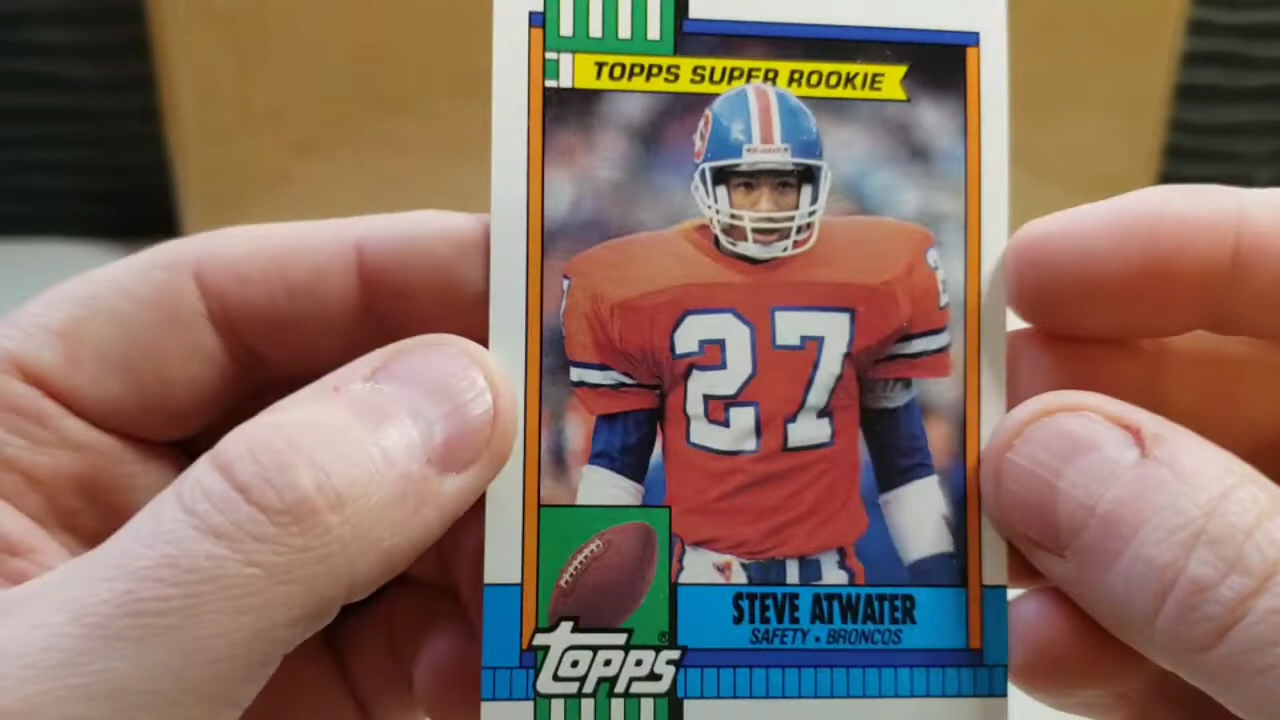 TOPPS SUPER ROOKIE
27
STEVE ATWATER
SAFETY • BRONCOS
topps®